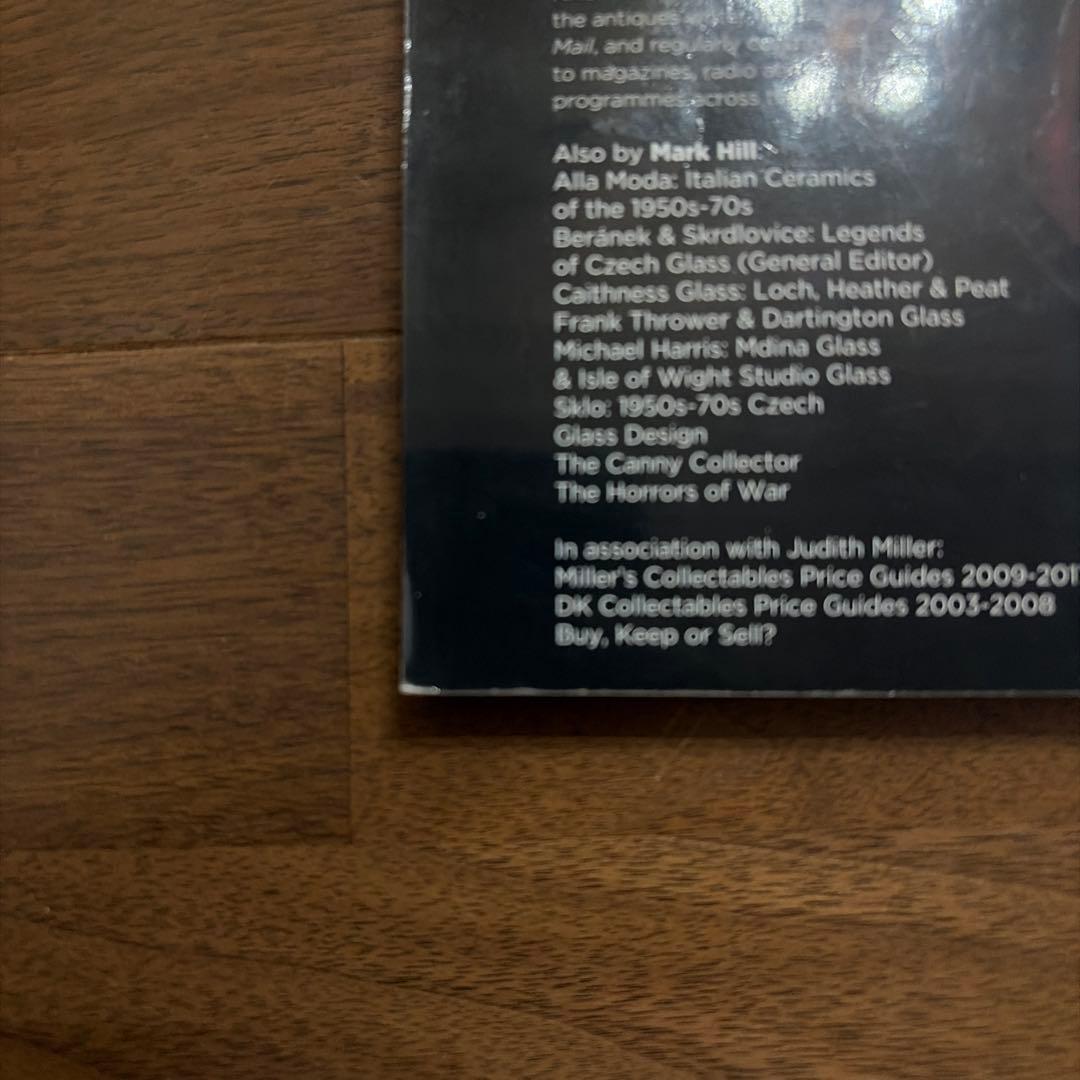 the antiques
Mail, and regularly
to magazines, radio
programmes across
Also by Mark Hill:
Alla Moda: Italian Ceramics
of the 1950s-70s
Beránek & Skrdlovice: Legends
of Czech Glass (General Editor)
Caithness Glass: Loch, Heather & Peat
Frank Thrower & Dartington Glass
Michael Harris: Mdina Glass
& Isle of Wight Studio Glass
Sklo: 1950s-70s Czech
Glass Design
The Canny Collector
The Horrors of War
In association with Judith Miller:
Miller's Collectables Price Guides 2009-201
DK Collectables Price Guides 2003-2008
Buy, Keep or Sell?